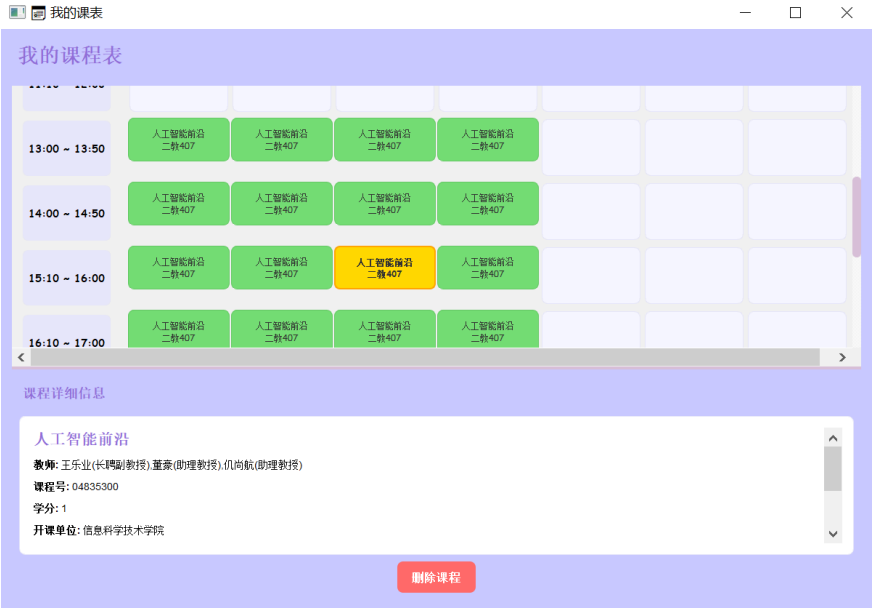 我的课表
我的课程表
人工智能前沿 人工智能前沿 人工智能前沿 人工智能前沿
13:00 ~ 13:50
二教407 二教407 二教407 二教407
人工智能前沿 人工智能前沿 人工智能前沿 人工智能前沿
14:00 ~ 14:50
二教407 二教407 二教407 二教407
人工智能前沿 人工智能前沿 人工智能前沿 人工智能前沿
15:10 ~ 16:00
二教407 二教407 二教407 二教407
人工智能前沿 人工智能前沿 人工智能前沿 人工智能前沿
16:10 ~ 17:00
二教407 二教407 二教407 二教407
课程详细信息
人工智能前沿
教师: 王乐业(长聘副教授),董豪(助理教授),仉尚航(助理教授)
课程号: 04835300
学分: 1
开课单位: 信息科学技术学院
删除课程